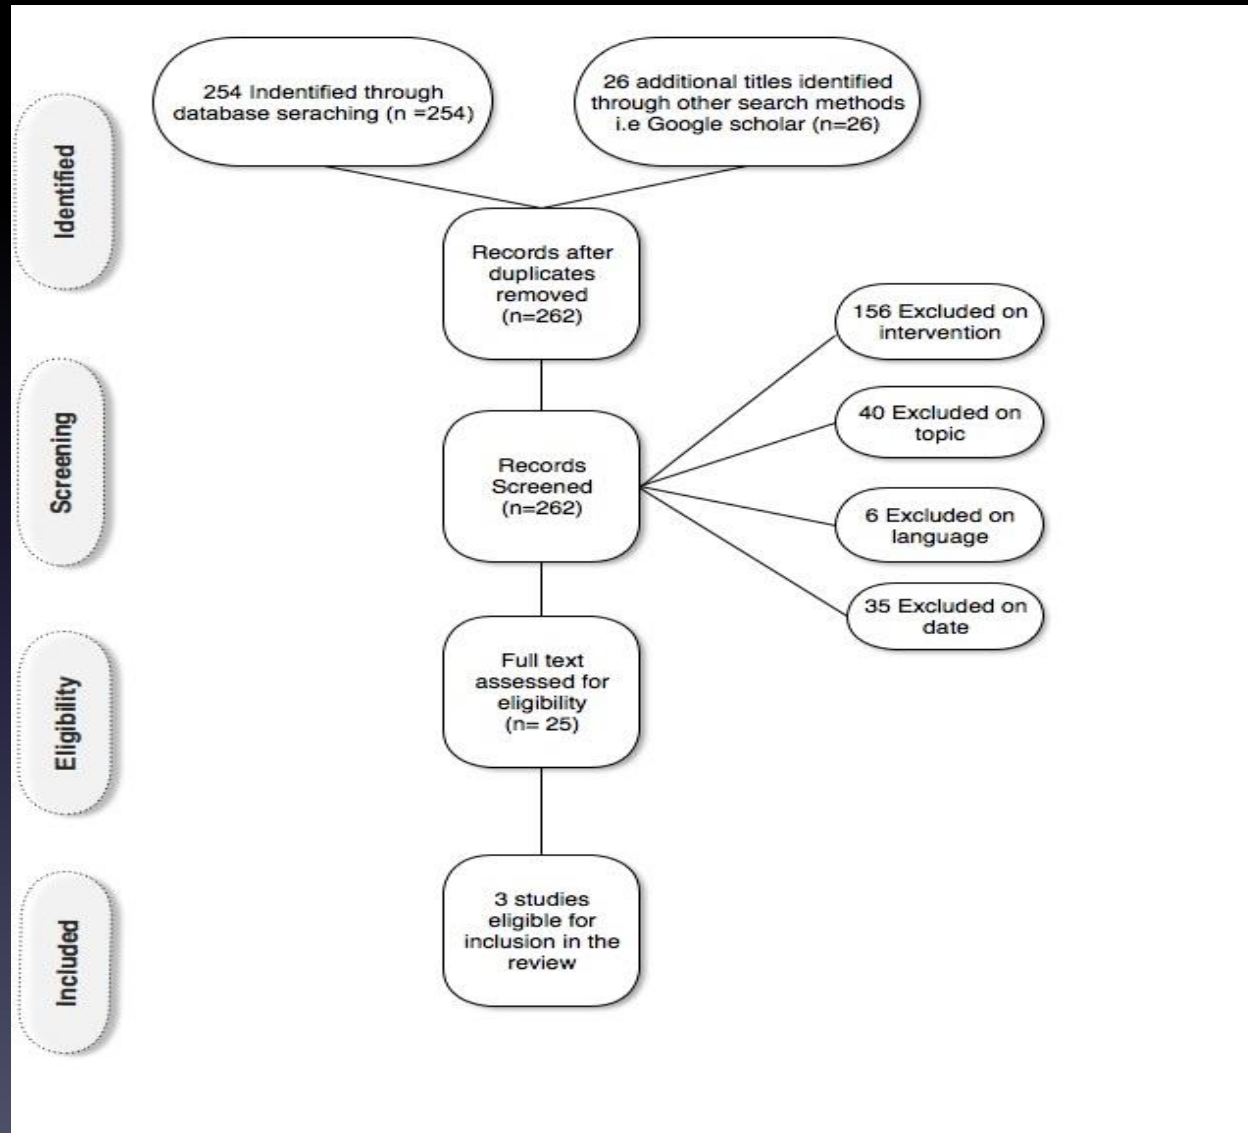 254 Indentified through
database seraching (n =254)
26 additional titles identified
through other search methods
i.e Google scholar (n=26)
Identified
Records after
duplicates
removed
(n=262)
156 Excluded on
intervention
40 Excluded on
topic
Screening
Records
Screened
(n=262)
6 Excluded on
language
35 Excluded on
date
Eligibility
Full text
assessed for
eligibility
(n= 25)
Included
3 studies
eligible for
inclusion in the
review